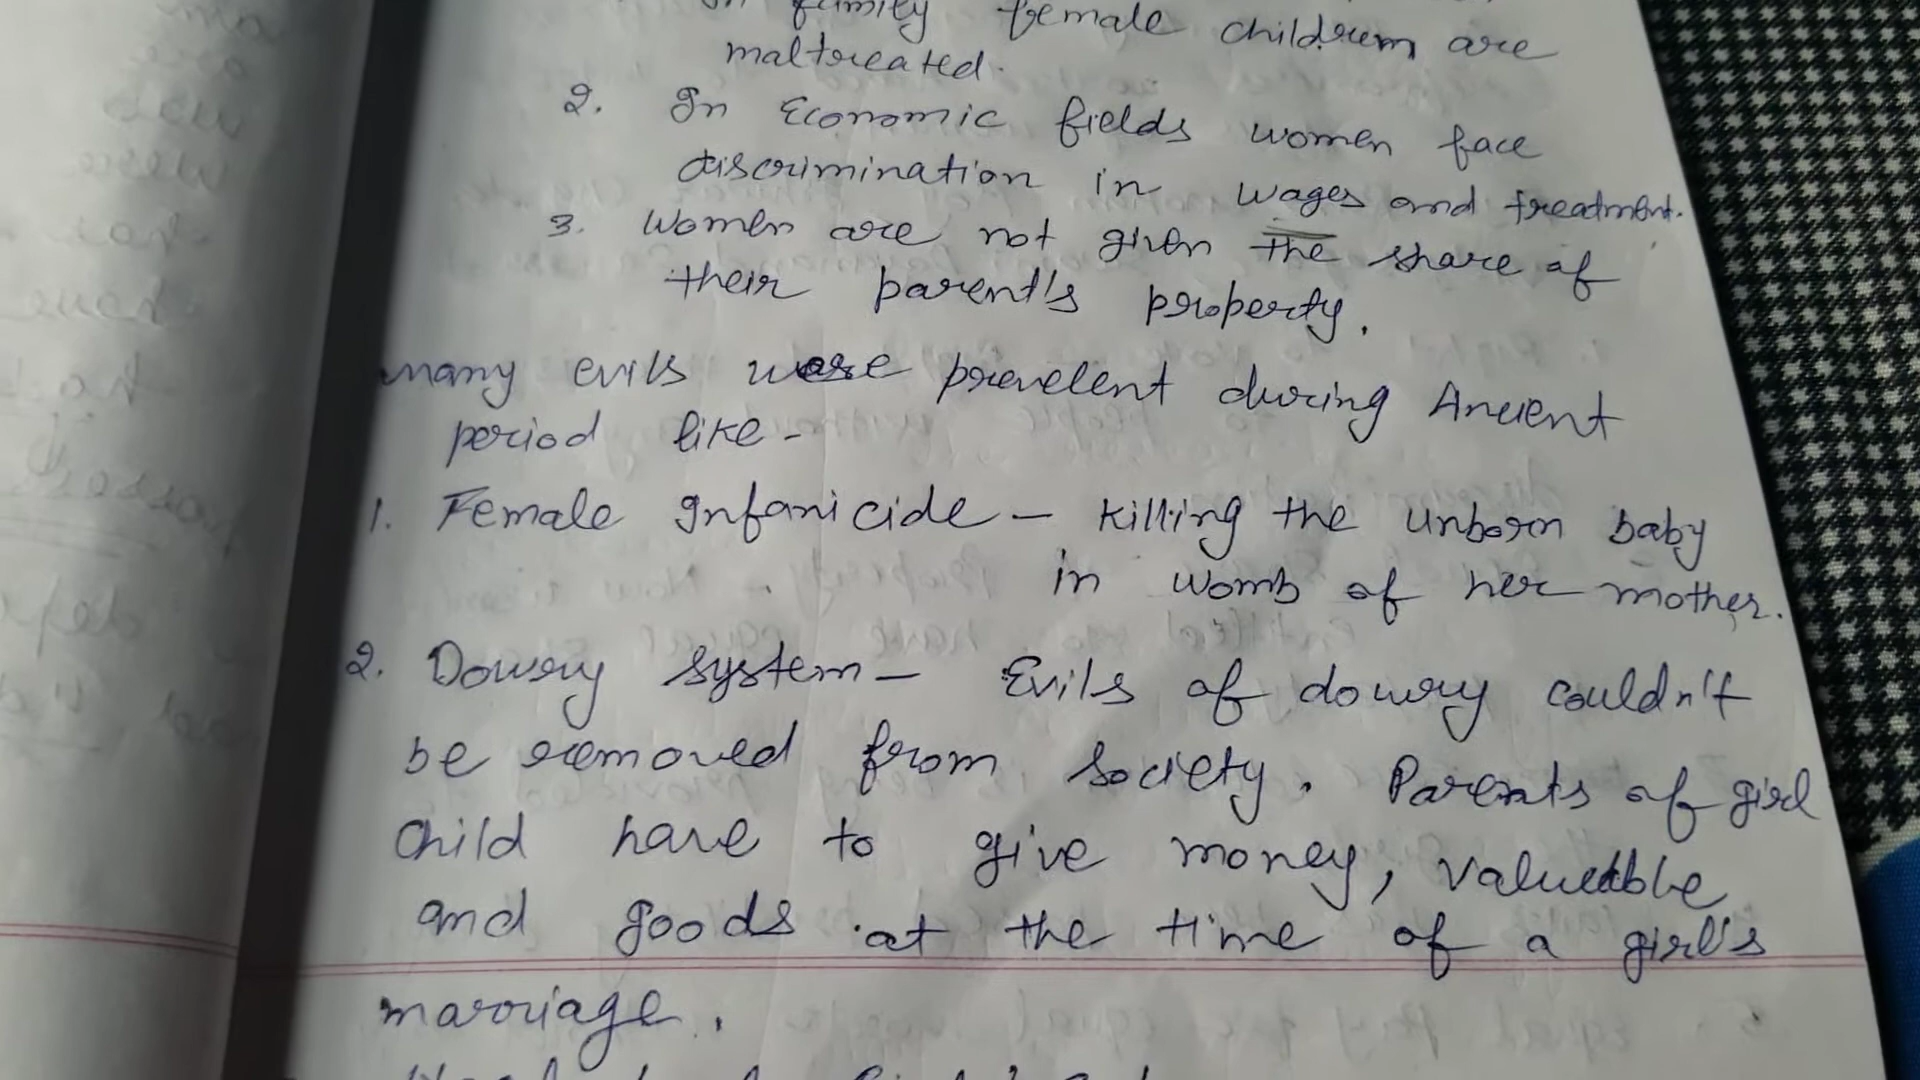 family female children are
maltreated.
2. In Economic fields women face
discrimination in wages and treatment.
3. Women are not given the share of
their parent's property.
many evils were prevelent during Ancient
period like -
1. Female Infanicide - Killing the unborn baby
in womb of her mother.
2. Dowry system - Evils of dowry couldn't
be removed from society. Parents of girl
child have to give money, valuable
and goods at the time of a girl's
marriage.